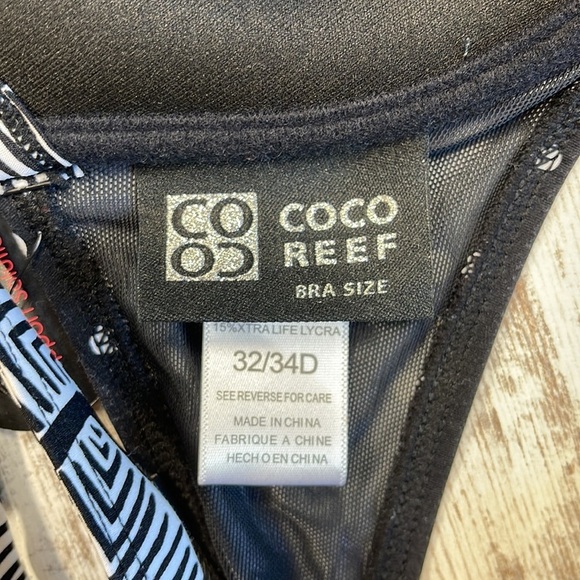 COCO
REEF
BRA SIZE
15%XTRA LIFE LYCRA
32/34D
SEE REVERSE FOR CARE
MADE IN CHINA
FABRIQUE A CHINE
HECHO EN CHINA